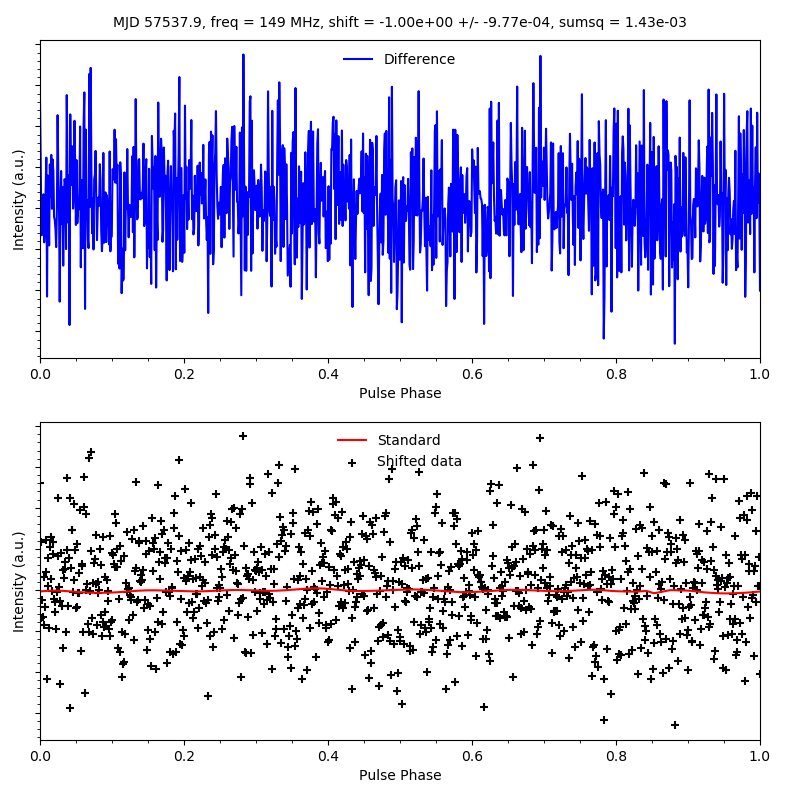 MJD 57537.9, freq = 149 MHz, shift = -1.00e+00 +/- -9.77e-04, sumsq = 1.43e-03
Difference
Intensity (a.u.)
0.0 0.2 0.4 0.6 0.8 1.0
Pulse Phase
Standard
Shifted data
Intensity (a.u.)
0.0 0.2 0.4 0.6 0.8 1.0
Pulse Phase